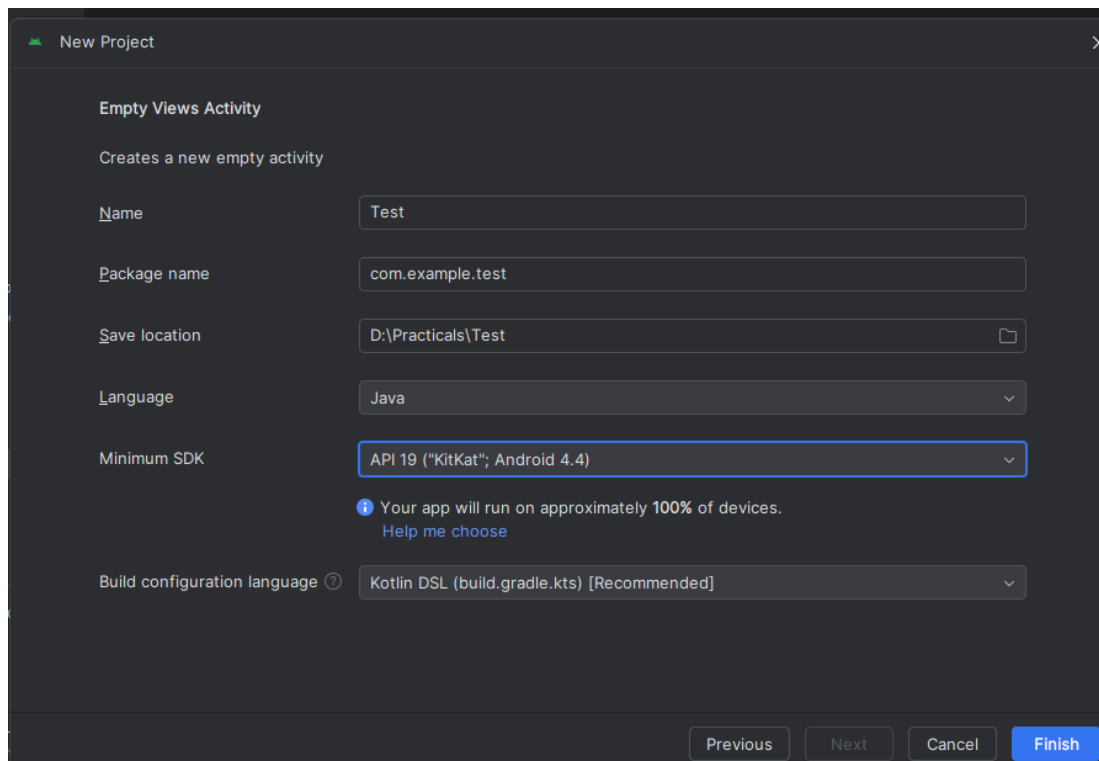 New Project
Empty Views Activity
Creates a new empty activity
Name
Test
Package name
com.example.test
Save location
D:\Practicals\Test
Language
Java
Minimum SDK
API 19 ("KitKat"; Android 4.4)
Your app will run on approximately 100% of devices.
Help me choose
Build configuration language
Kotlin DSL (build.gradle.kts) [Recommended]
Previous
Next
Cancel
Finish